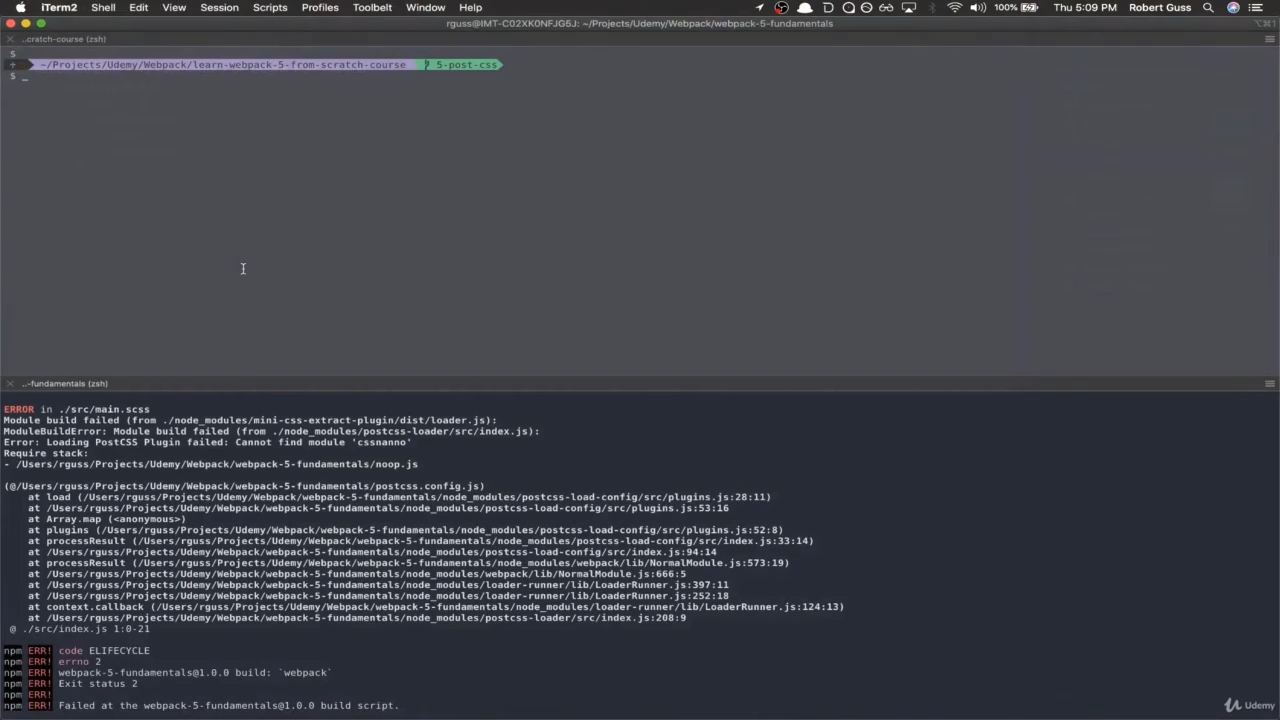 iTerm2 Shell Edit View Session Scripts Profiles Toolbelt Window Help 100% Thu 5:09 PM Robert Guss
rguss@IMT-C02XK0NFJG5J: ~/Projects/Udemy/Webpack/webpack-5-fundamentals
..cratch-course (zsh)
$
~/Projects/Udemy/Webpack/learn-webpack-5-from-scratch-course 5-post-css
$ _
..-fundamentals (zsh)
ERROR in ./src/main.scss
Module build failed (from ./node_modules/mini-css-extract-plugin/dist/loader.js):
ModuleBuildError: Module build failed (from ./node_modules/postcss-loader/src/index.js):
Error: Loading PostCSS Plugin failed: Cannot find module 'cssnanno'
Require stack:
- /Users/rguss/Projects/Udemy/Webpack/webpack-5-fundamentals/noop.js
(@/Users/rguss/Projects/Udemy/Webpack/webpack-5-fundamentals/postcss.config.js)
at load (/Users/rguss/Projects/Udemy/Webpack/webpack-5-fundamentals/node_modules/postcss-load-config/src/plugins.js:28:11)
at /Users/rguss/Projects/Udemy/Webpack/webpack-5-fundamentals/node_modules/postcss-load-config/src/plugins.js:53:16
at Array.map (<anonymous>)
at plugins (/Users/rguss/Projects/Udemy/Webpack/webpack-5-fundamentals/node_modules/postcss-load-config/src/plugins.js:52:8)
at processResult (/Users/rguss/Projects/Udemy/Webpack/webpack-5-fundamentals/node_modules/postcss-load-config/src/index.js:33:14)
at /Users/rguss/Projects/Udemy/Webpack/webpack-5-fundamentals/node_modules/postcss-load-config/src/index.js:94:14
at processResult (/Users/rguss/Projects/Udemy/Webpack/webpack-5-fundamentals/node_modules/webpack/lib/NormalModule.js:573:19)
at /Users/rguss/Projects/Udemy/Webpack/webpack-5-fundamentals/node_modules/webpack/lib/NormalModule.js:666:5
at /Users/rguss/Projects/Udemy/Webpack/webpack-5-fundamentals/node_modules/loader-runner/lib/LoaderRunner.js:397:11
at /Users/rguss/Projects/Udemy/Webpack/webpack-5-fundamentals/node_modules/loader-runner/lib/LoaderRunner.js:252:18
at context.callback (/Users/rguss/Projects/Udemy/Webpack/webpack-5-fundamentals/node_modules/loader-runner/lib/LoaderRunner.js:124:13)
at /Users/rguss/Projects/Udemy/Webpack/webpack-5-fundamentals/node_modules/postcss-loader/src/index.js:208:9
@ ./src/index.js 1:0-21
npm ERR! code ELIFECYCLE
npm ERR! errno 2
npm ERR! webpack-5-fundamentals@1.0.0 build: `webpack`
npm ERR! Exit status 2
npm ERR!
npm ERR! Failed at the webpack-5-fundamentals@1.0.0 build script.
Udemy